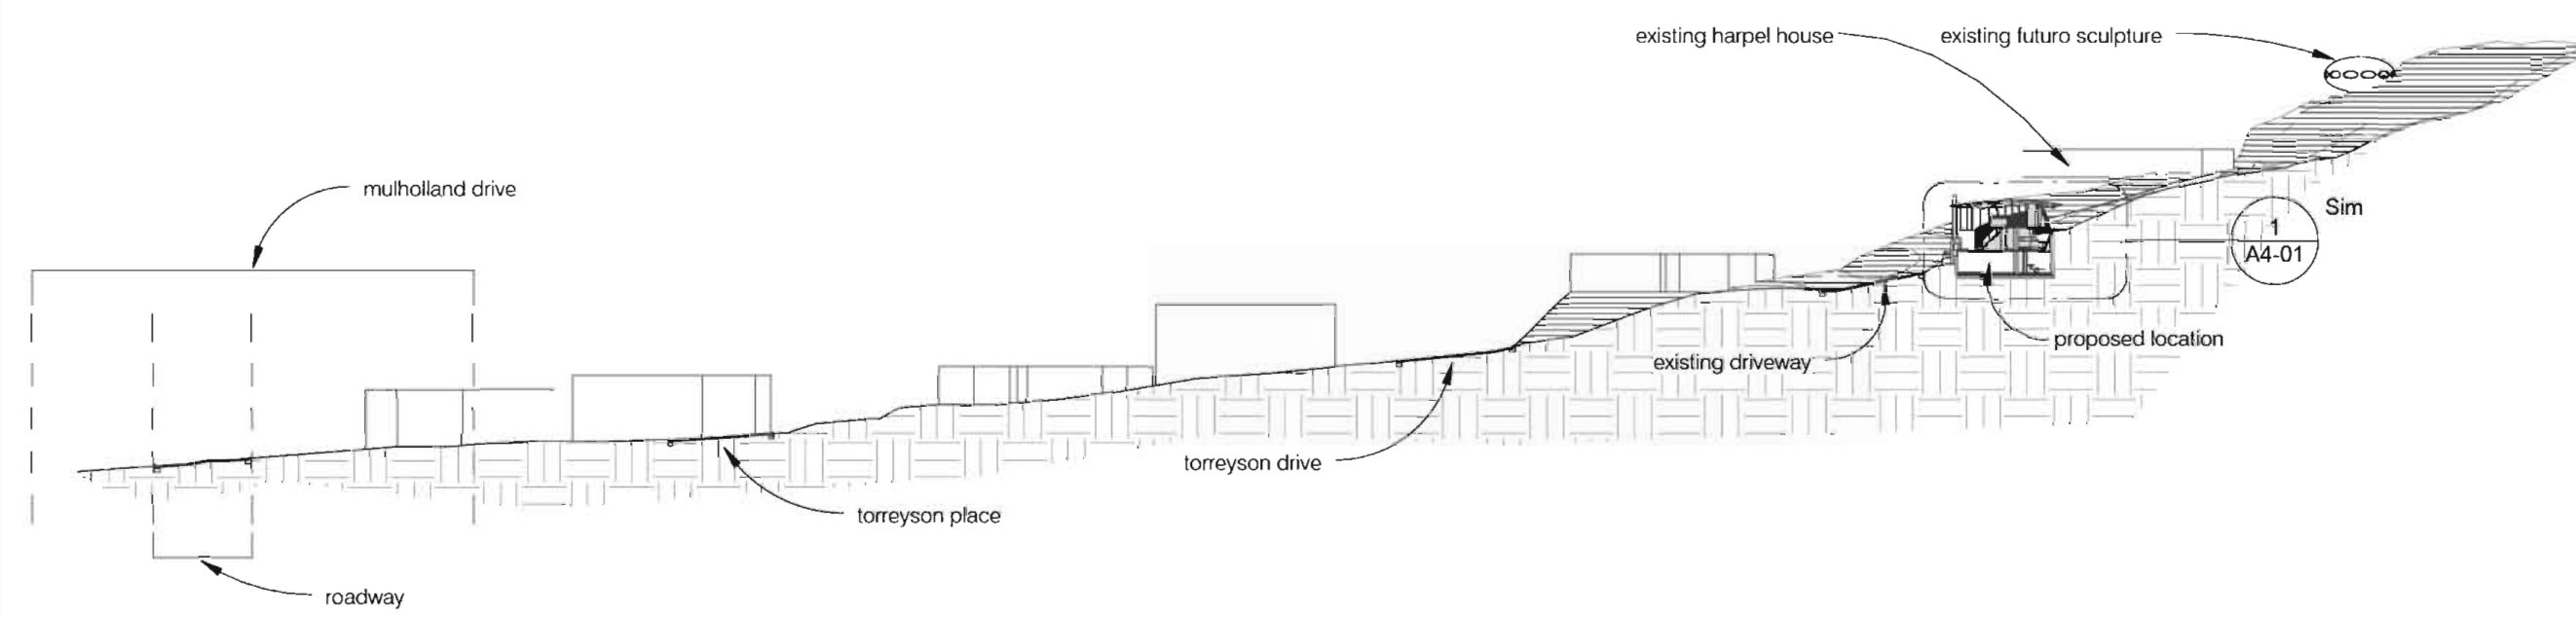 existing harpel house
existing futuro sculpture
mulholland drive
Sim
1
A4-01
proposed location
existing driveway
torreyson drive
torreyson place
roadway